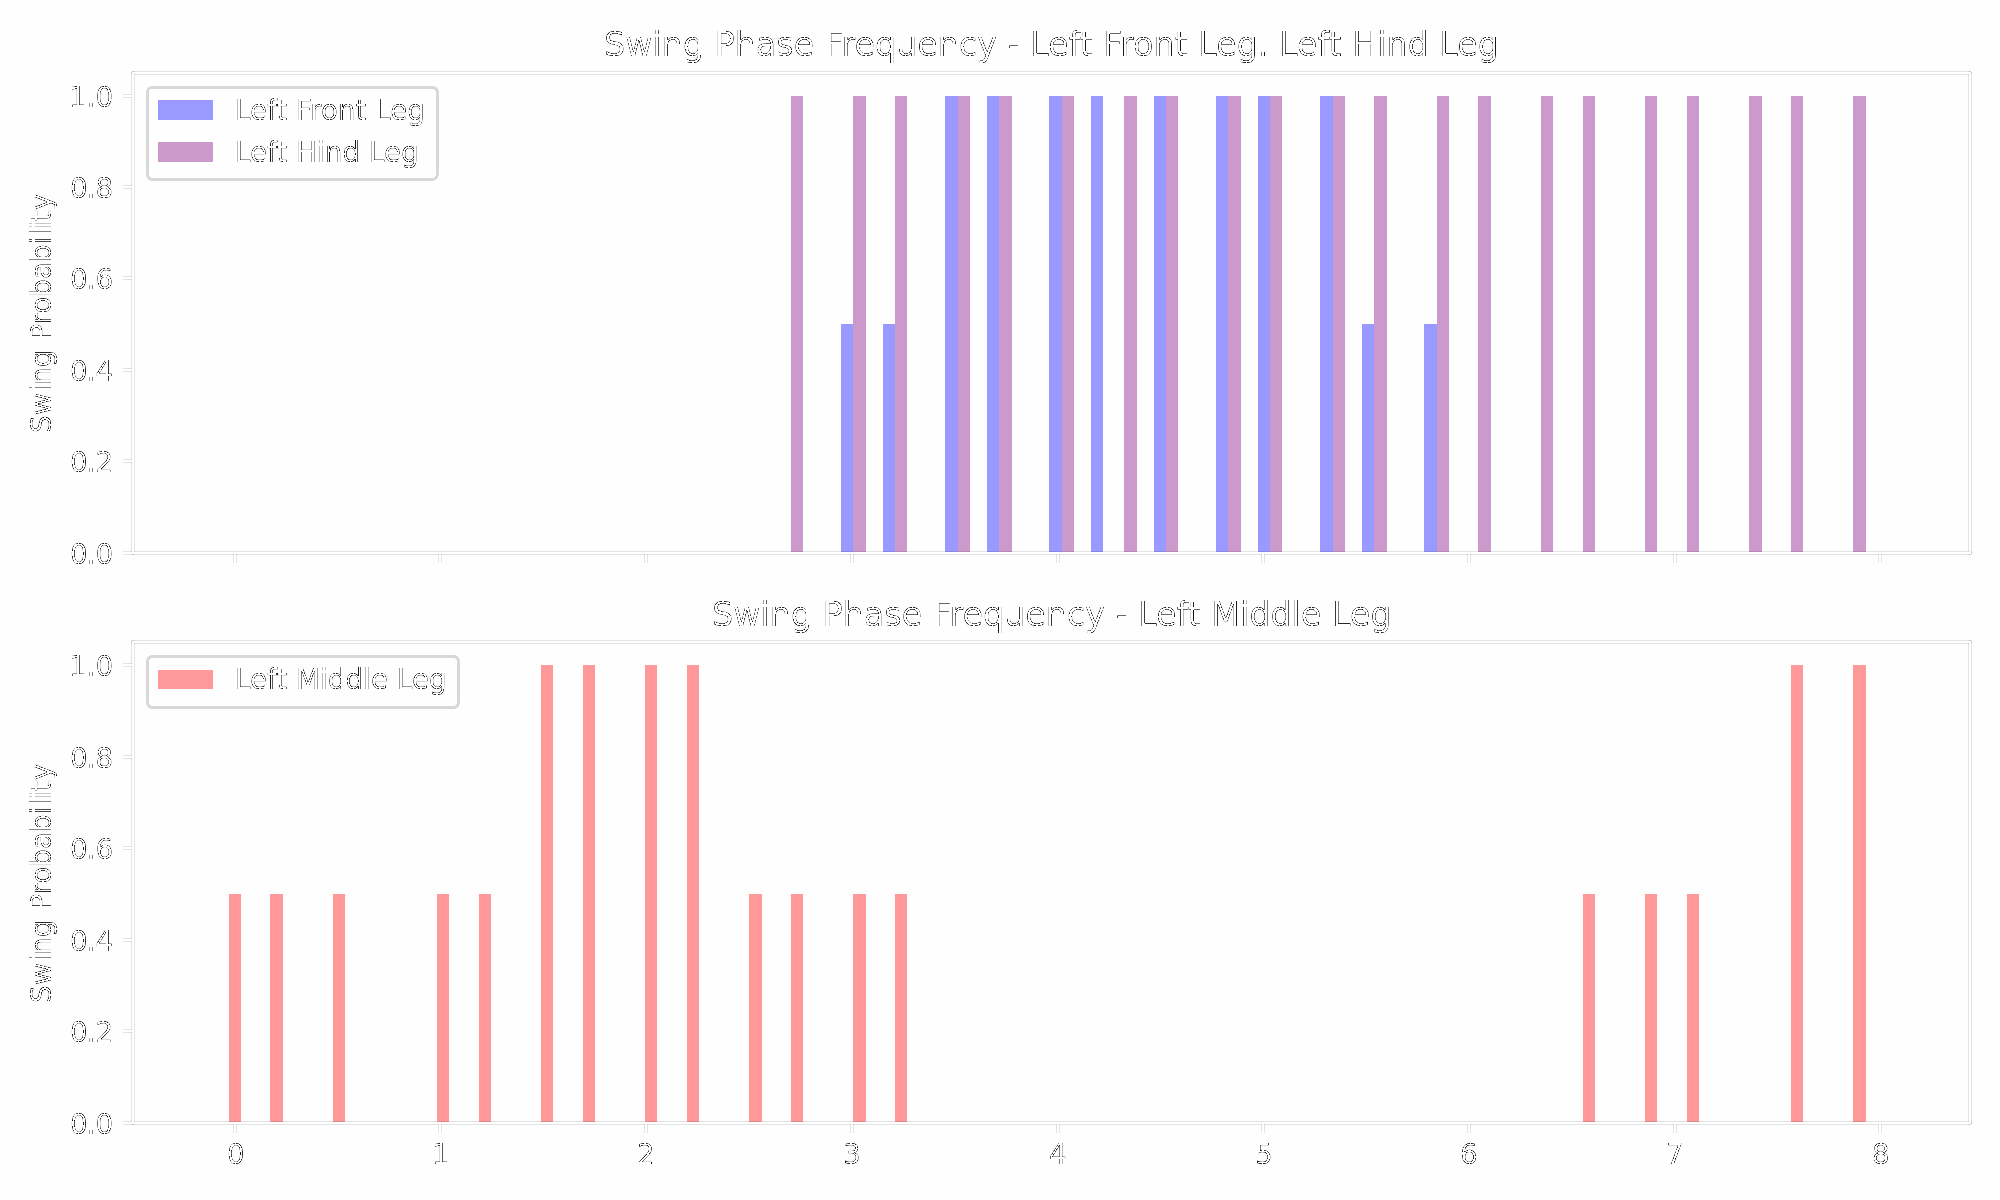 Swing Phase Frequency - Left Front Leg. Left Hind Leg
Left Front Leg
Left Hind Leg
1.0
0.8
0.6
0.4
0.2
0.0
Swing Probability
Swing Phase Frequency - Left Middle Leg
Left Middle Leg
1.0
0.8
0.6
0.4
0.2
0.0
Swing Probability
0 1 2 3 4 5 6 7 8